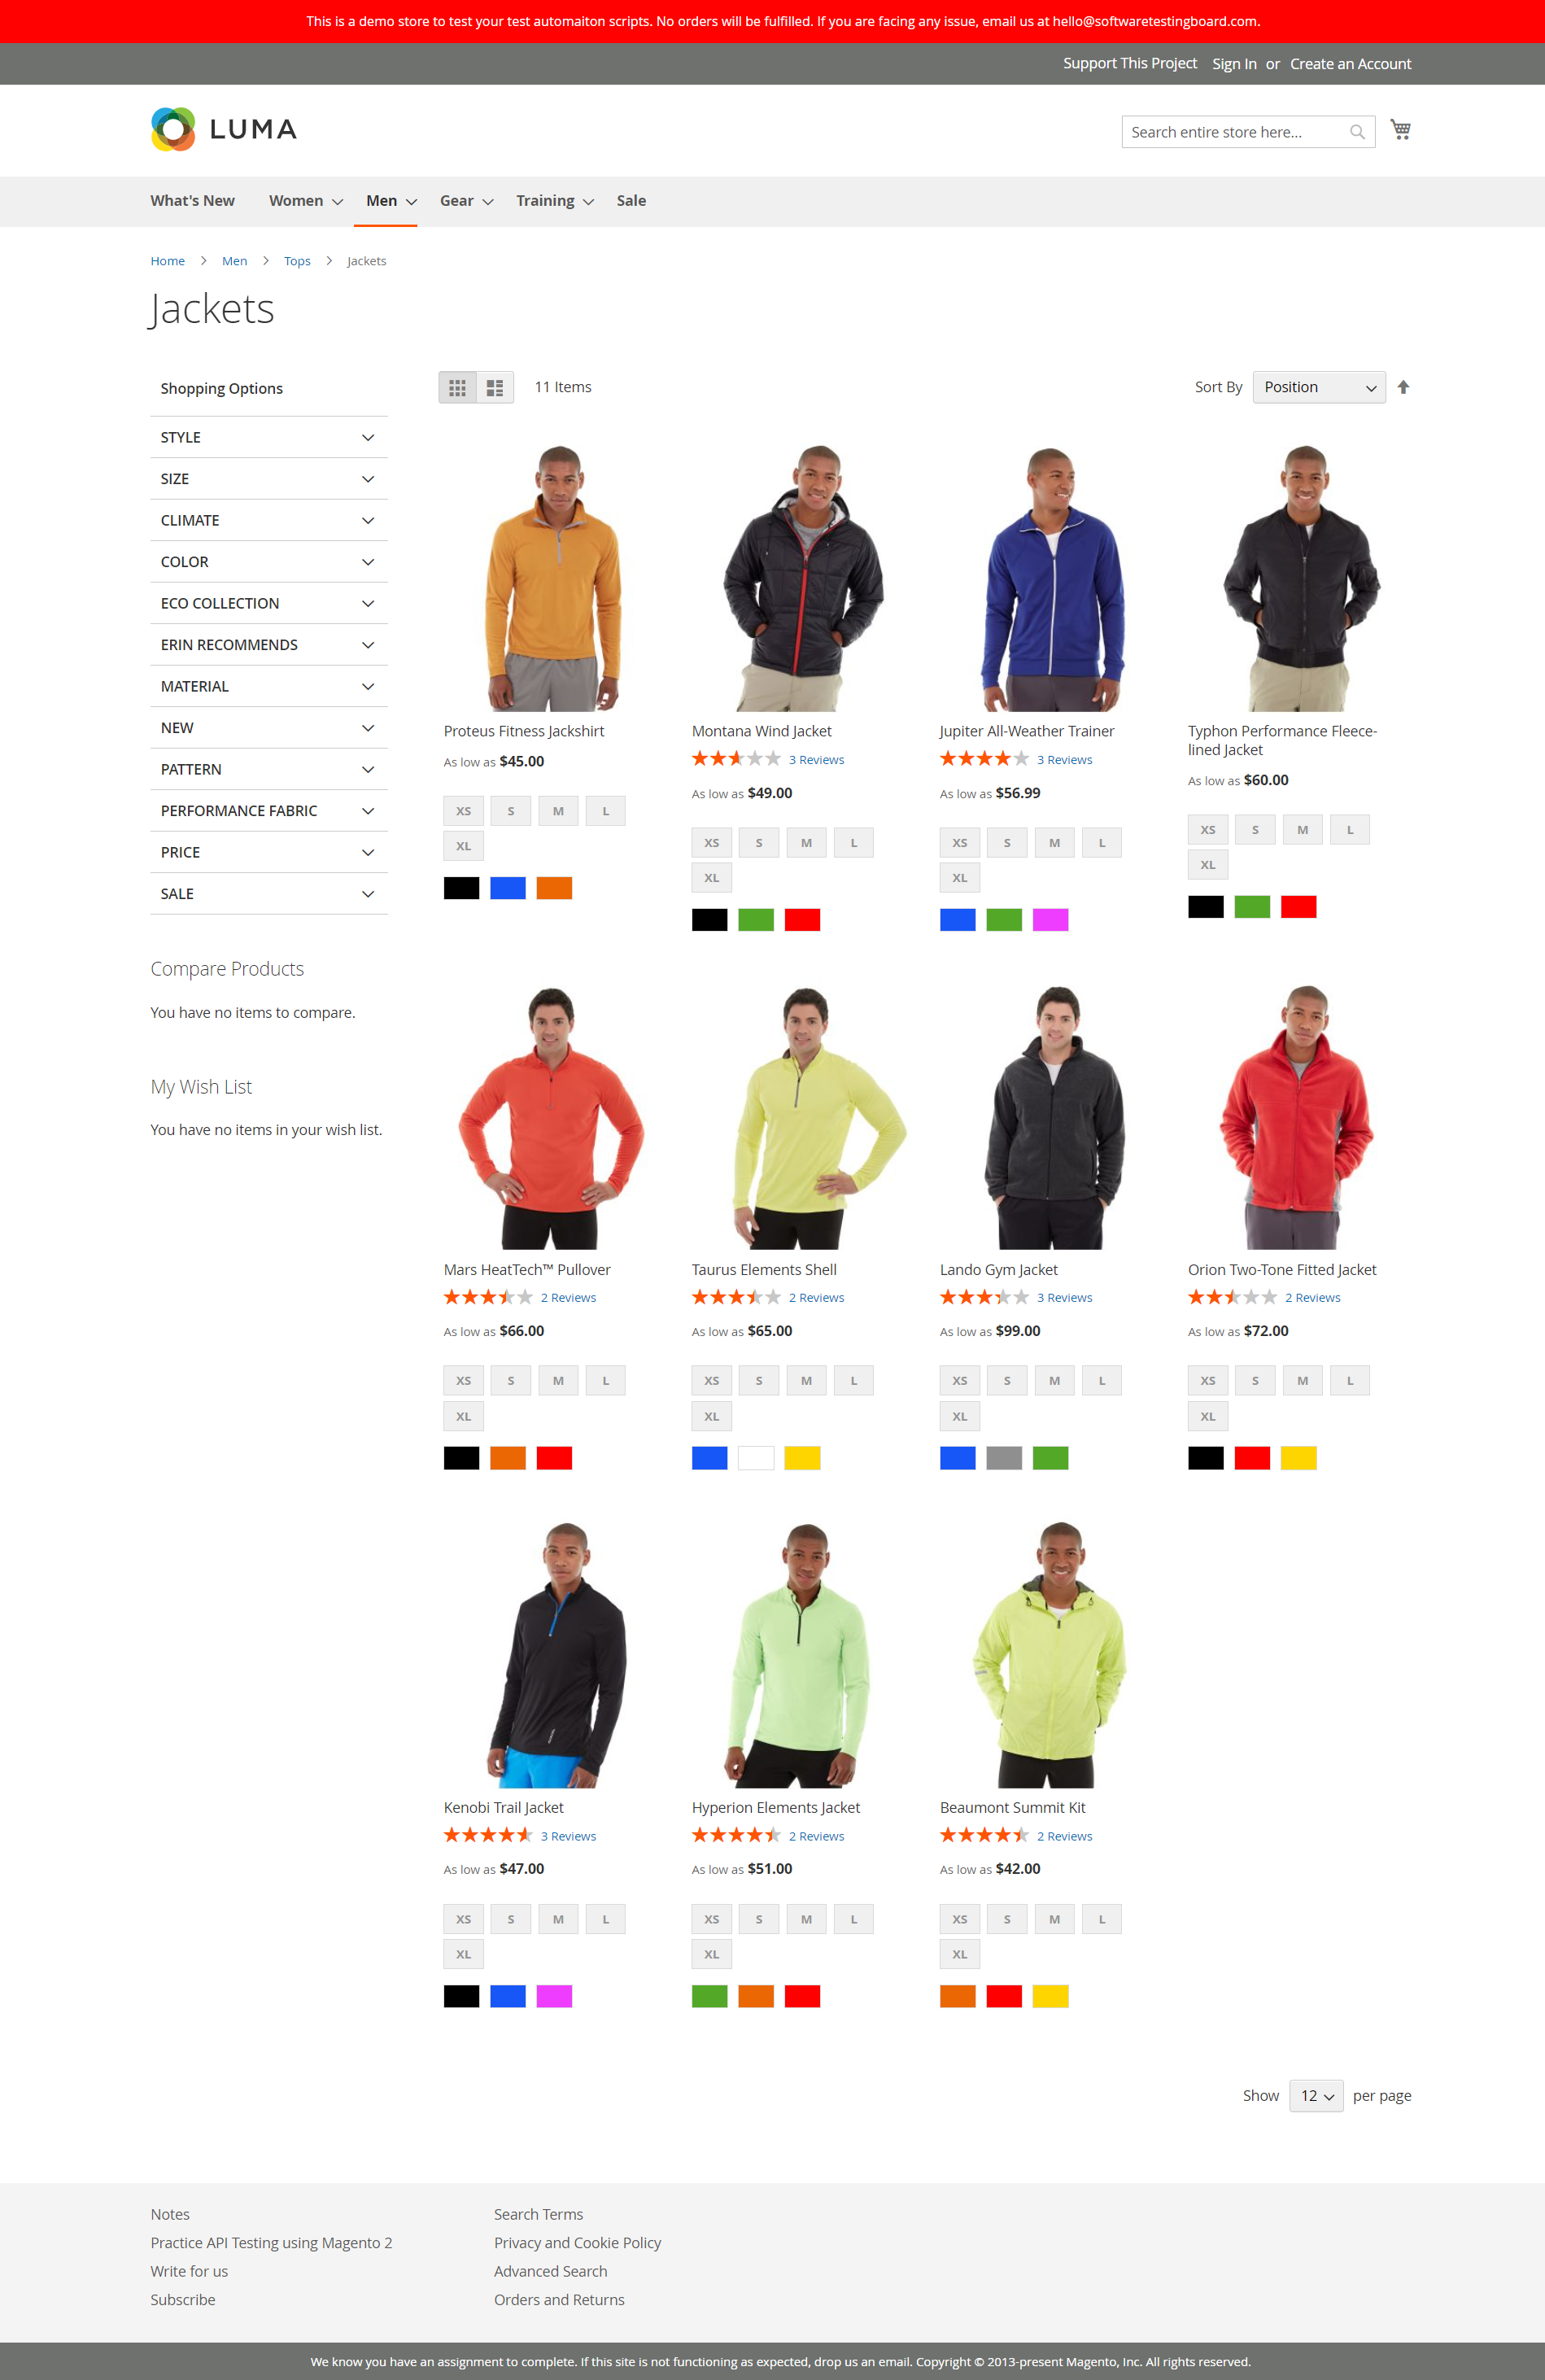 This is a demo store to test your test automaiton scripts. No orders will be fulfilled. If you are facing any issue, email us at hello@softwaretestingboard.com.
Support This Project Sign In or Create an Account
LUMA
Search entire store here...
What's New Women Men Gear Training Sale
Home Men Tops Jackets
Jackets
Shopping Options
STYLE
SIZE
CLIMATE
COLOR
ECO COLLECTION
ERIN RECOMMENDS
MATERIAL
NEW
PATTERN
PERFORMANCE FABRIC
PRICE
SALE
Compare Products
You have no items to compare.
My Wish List
You have no items in your wish list.
11 Items
Sort By Position
Proteus Fitness Jackshirt
As low as $45.00
XS S M L
XL
Montana Wind Jacket
3 Reviews
As low as $49.00
XS S M L
XL
Jupiter All-Weather Trainer
3 Reviews
As low as $56.99
XS S M L
XL
Typhon Performance Fleece-
lined Jacket
As low as $60.00
XS S M L
XL
Mars HeatTech™ Pullover
2 Reviews
As low as $66.00
XS S M L
XL
Taurus Elements Shell
2 Reviews
As low as $65.00
XS S M L
XL
Lando Gym Jacket
3 Reviews
As low as $99.00
XS S M L
XL
Orion Two-Tone Fitted Jacket
2 Reviews
As low as $72.00
XS S M L
XL
Kenobi Trail Jacket
3 Reviews
As low as $47.00
XS S M L
XL
Hyperion Elements Jacket
2 Reviews
As low as $51.00
XS S M L
XL
Beaumont Summit Kit
2 Reviews
As low as $42.00
XS S M L
XL
Show 12 per page
Notes
Practice API Testing using Magento 2
Write for us
Subscribe
Search Terms
Privacy and Cookie Policy
Advanced Search
Orders and Returns
We know you have an assignment to complete. If this site is not functioning as expected, drop us an email. Copyright © 2013-present Magento, Inc. All rights reserved.